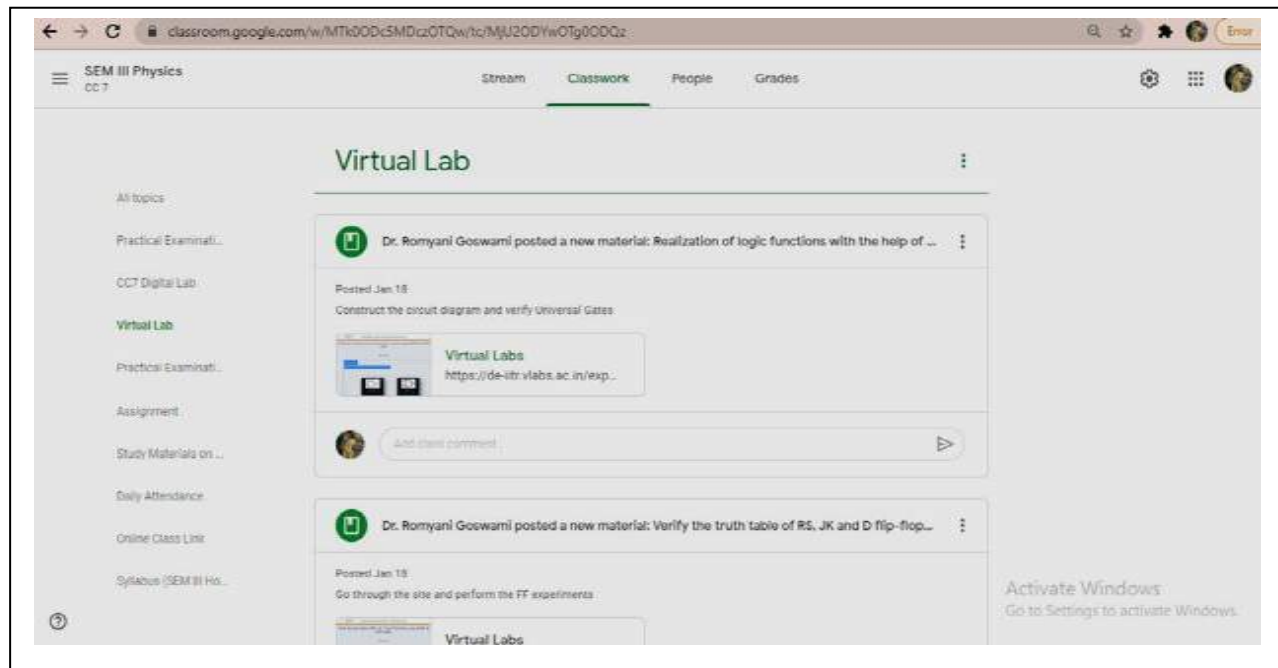 classroom.google.com/w/MTk0ODc5MDczOTQw/tc/MjU2ODYwOTg0ODQz
Error
SEM III Physics
CC 7
Stream Classwork People Grades
Virtual Lab
All topics
Practical Examinati...
CC7 Digital Lab
Virtual Lab
Practical Examinati...
Assignment
Study Materials on ...
Daily Attendance
Online Class Link
Syllabus (SEM III Ho...
Dr. Romyani Goswami posted a new material: Realization of logic functions with the help of ...
Posted Jan 18
Construct the circuit diagram and verify Universal Gates
Virtual Labs
https://de-iitr.vlabs.ac.in/exp...
Add class comment
Dr. Romyani Goswami posted a new material: Verify the truth table of RS, JK and D flip-flop...
Posted Jan 18
Go through the site and perform the FF experiments
Virtual Labs
Activate Windows
Go to Settings to activate Windows.